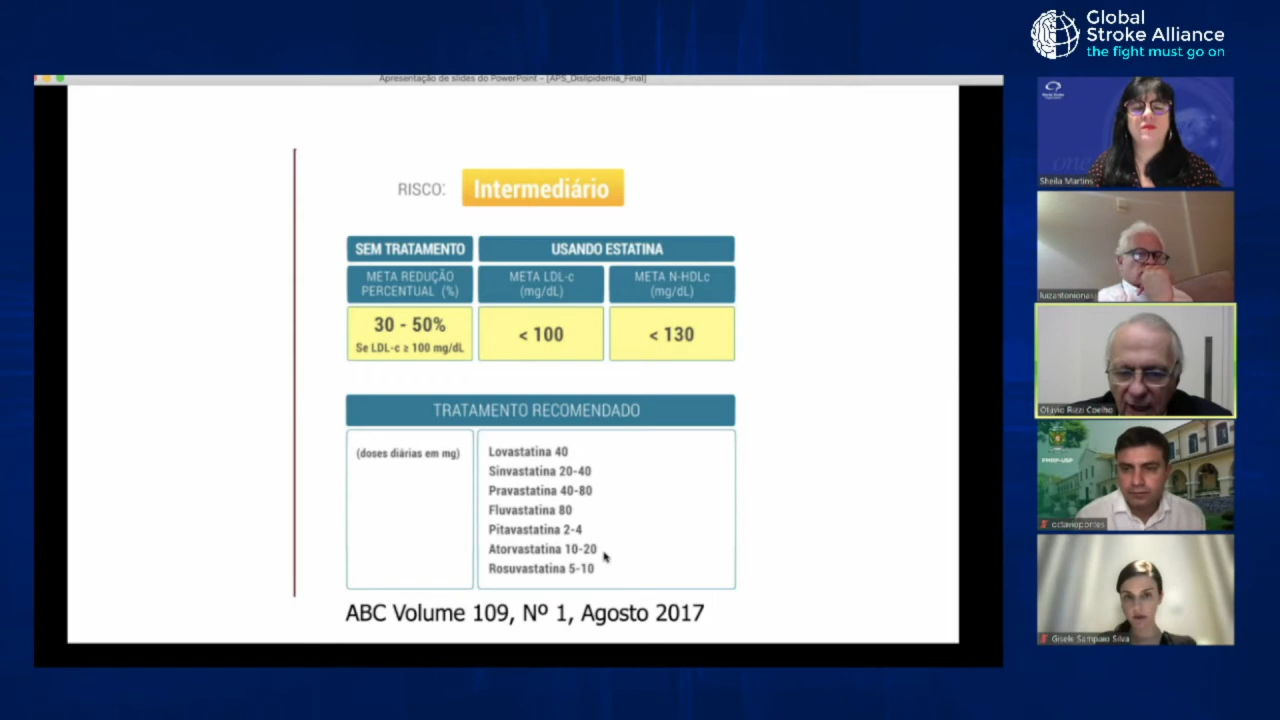 Global
Stroke Alliance
the fight must go on
Apresentação de slides do PowerPoint - [APS_Dislipidemia_Final]
RISCO: Intermediário
SEM TRATAMENTO USANDO ESTATINA
META REDUÇÃO PERCENTUAL (%)
META LDL-c (mg/dL)
META N-HDLc (mg/dL)
30 - 50%
Se LDL-c ≥ 100 mg/dL
< 100
< 130
TRATAMENTO RECOMENDADO
(doses diárias em mg)
Lovastatina 40
Sinvastatina 20-40
Pravastatina 40-80
Fluvastatina 80
Pitavastatina 2-4
Atorvastatina 10-20
Rosuvastatina 5-10
ABC Volume 109, Nº 1, Agosto 2017
Sheila Martins
Otávio Rizzi Coelho
FMRP-USP
octaviopontes
Gisele Sampaio Silva